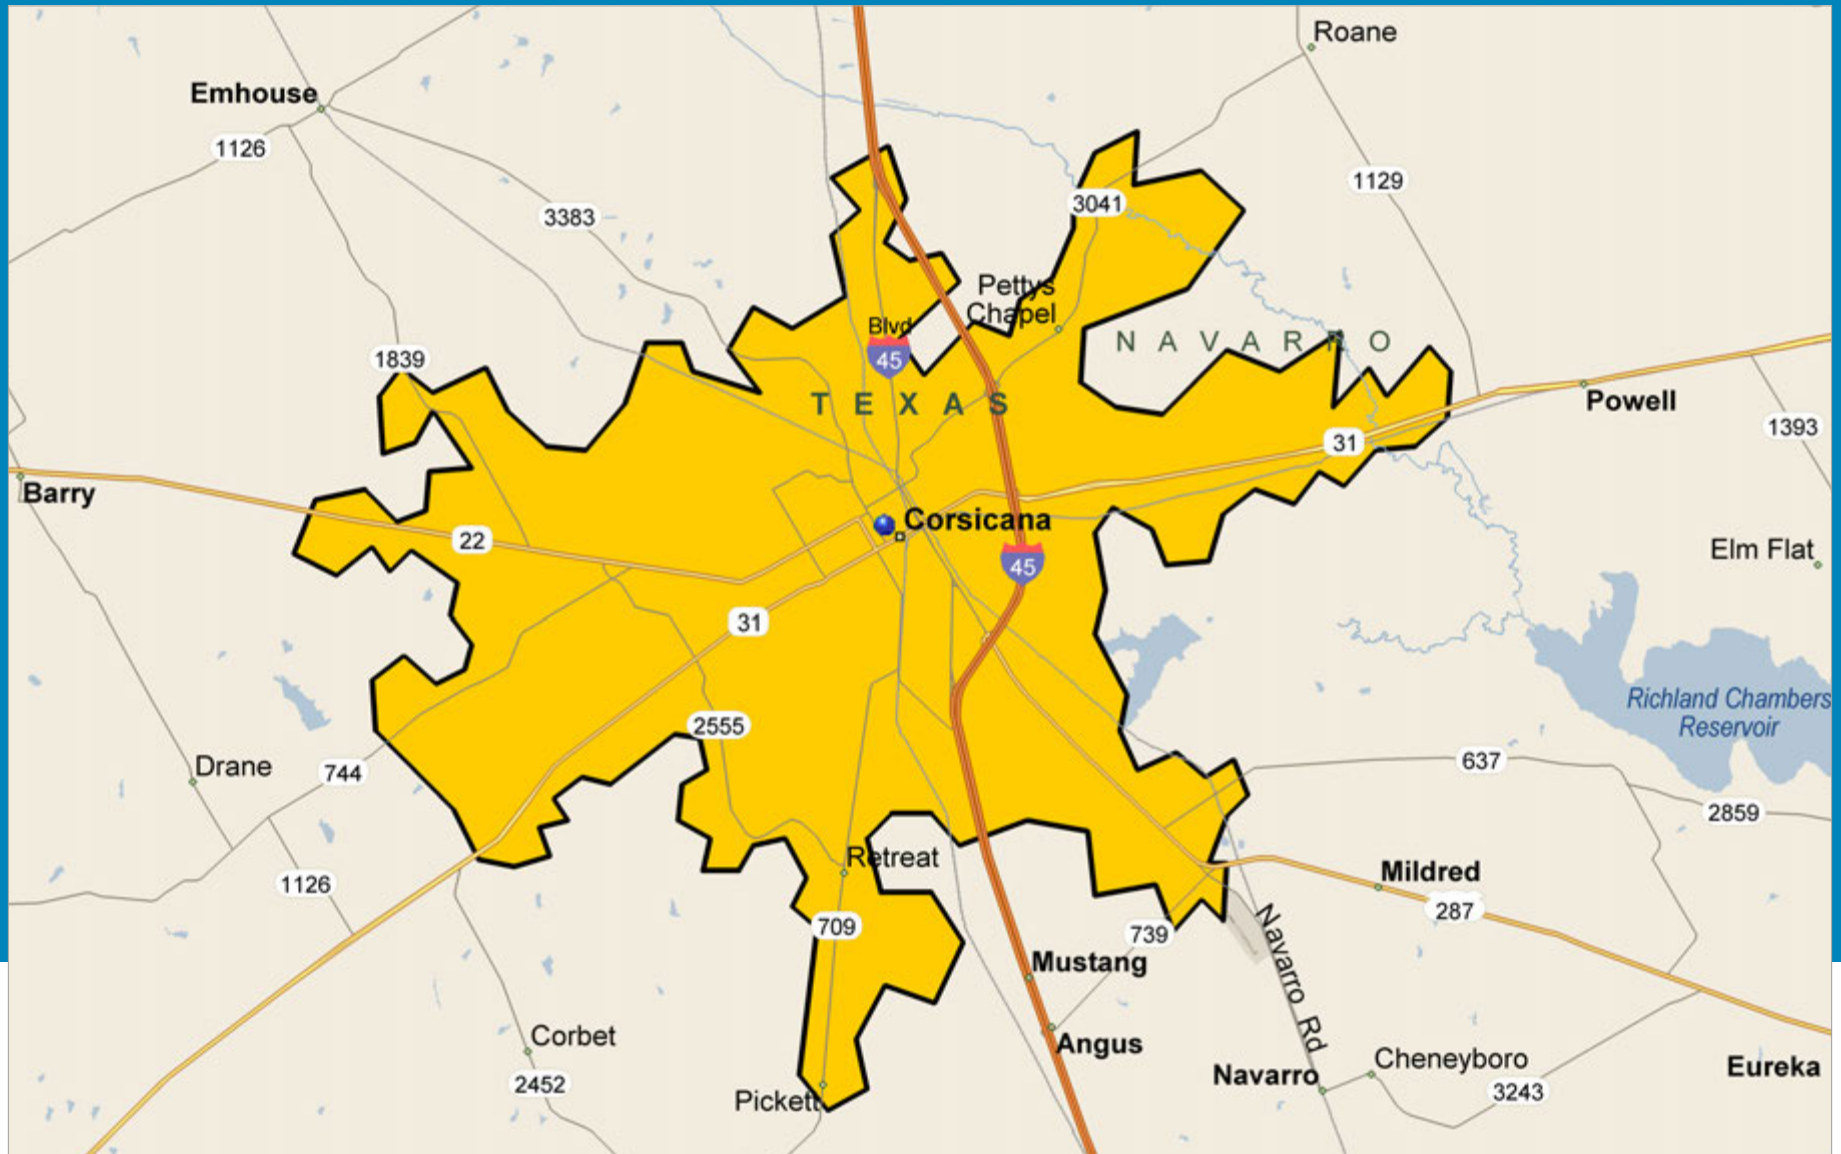 Roane
Emhouse
1126
1129
3041
3383
Pettys
Chapel
Blvd
45
NAVARRO
1839
TEXAS
Powell
1393
31
Barry
22
Corsicana
Elm Flat
45
31
Richland Chambers
Reservoir
2555
637
Drane
744
2859
Retreat
Mildred
1126
287
709
739
Navarro Rd
Mustang
Corbet
Angus
Cheneyboro
Eureka
Navarro
2452
3243
Pickett